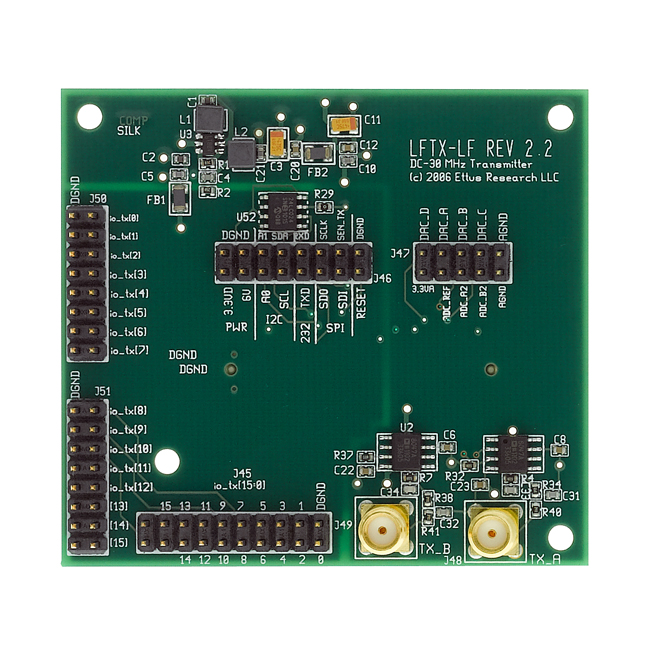 COMP
SILK
C1
L1
U3
L2
C11
C2
C5
R1
C4
R2
FB1
C21
C3
C20
FB2
C12
C10
LFTX-LF REV 2.2
DC-30 MHz Transmitter
(c) 2006 Ettus Research LLC
DGND
J50
io_tx[0]
io_tx[1]
io_tx[2]
io_tx[3]
io_tx[4]
io_tx[5]
io_tx[6]
io_tx[7]
U52
R29
DGND
A1
SDA
RXD
SCLK
SEN_TX
DGND
J46
3.3VD
6V
A0
SCL
TXD
SDO
SDI
RESET
PWR
I2C
232
SPI
J47
DAC_D
DAC_A
DAC_B
DAC_C
AGND
3.3VA
ADC_REF
ADC_A2
ADC_B2
AGND
DGND
DGND
DGND
J51
io_tx[8]
io_tx[9]
io_tx[10]
io_tx[11]
io_tx[12]
[13]
[14]
[15]
J45
io_tx[15:0]
15 13 11 9 7 5 3 1 DGND
J49
14 12 10 8 6 4 2 0
U2
C6
R37
C22
R7
C34
R38
C32
R41
TX_B
C8
R32
C23
R4
R34
C31
R40
J48
TX_A